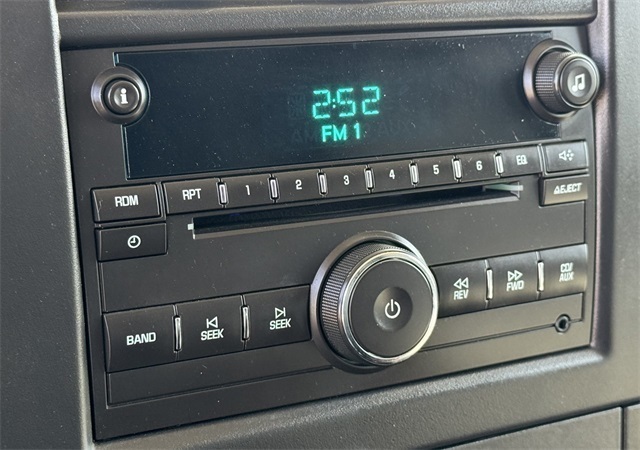 2:52
FM 1
RDM RPT 1 2 3 4 5 6 EQ
EJECT
BAND SEEK SEEK REV FWD CD/
AUX